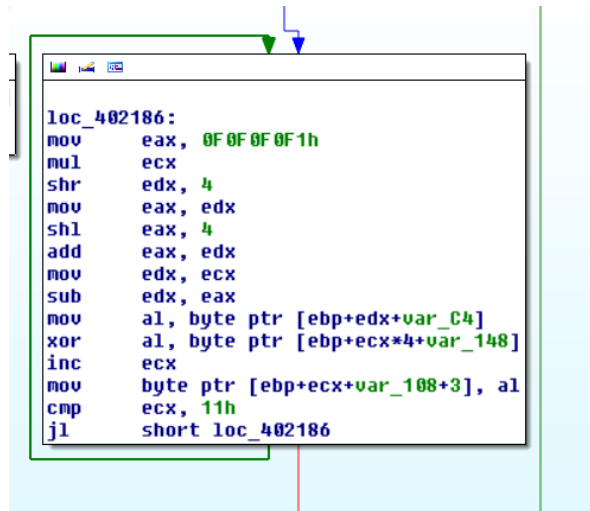 loc_402186:
mov eax, 0F0F0F0F1h
mul ecx
shr edx, 4
mov eax, edx
shl eax, 4
add eax, edx
mov edx, ecx
sub edx, eax
mov al, byte ptr [ebp+edx+var_C4]
xor al, byte ptr [ebp+ecx*4+var_148]
inc ecx
mov byte ptr [ebp+ecx+var_108+3], al
cmp ecx, 11h
jl short loc_402186